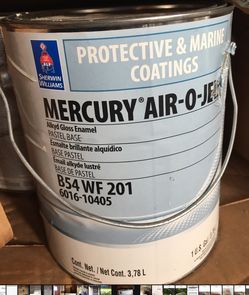 SHERWIN
WILLIAMS
PROTECTIVE & MARINE
COATINGS
MERCURY® AIR-O-JE
Alkyd Gloss Enamel
PASTEL BASE
Esmalte brillante alquídico
BASE PASTEL
Émail alkyde lustré
BASE DE PASTEL
B54 WF 201
6016-10405
Cont. Net. / Net Cont. 3,78 L